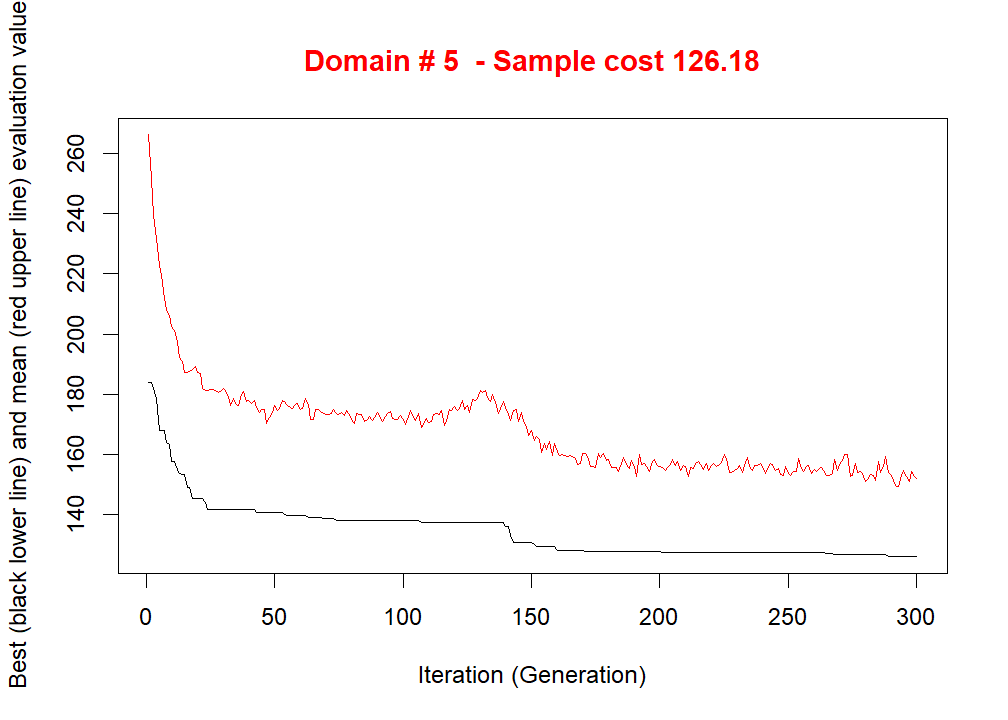 Domain # 5  - Sample cost 126.18
Best (black lower line) and mean (red upper line) evaluation value
260
240
220
200
180
160
140
0 50 100 150 200 250 300
Iteration (Generation)